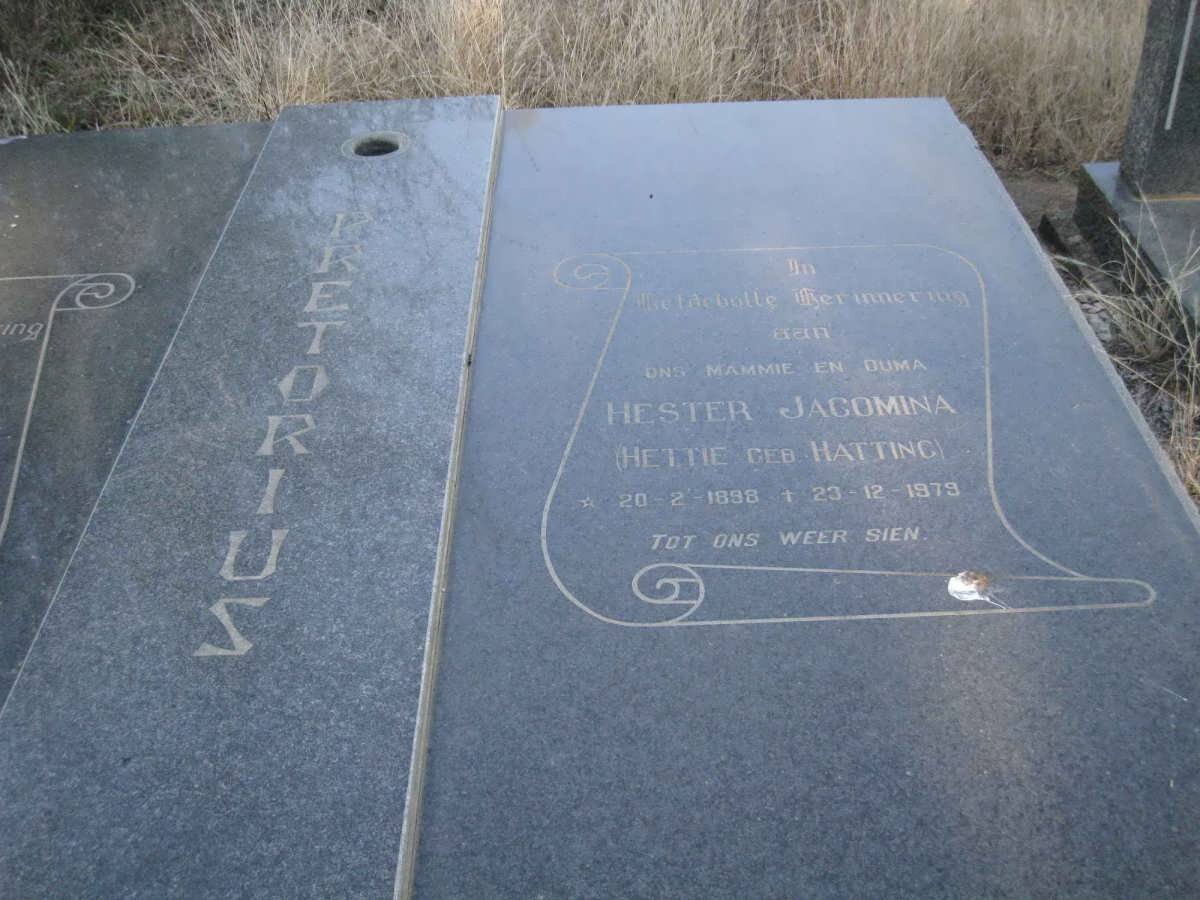 ring
PRETORIUS
In
Liefdevolle Herinnering
aan
ONS MAMMIE EN OUMA
HESTER JACOMINA
(HETTIE GEB HATTING)
☆ 20-2-1898 ✝ 23-12-1979
TOT ONS WEER SIEN.